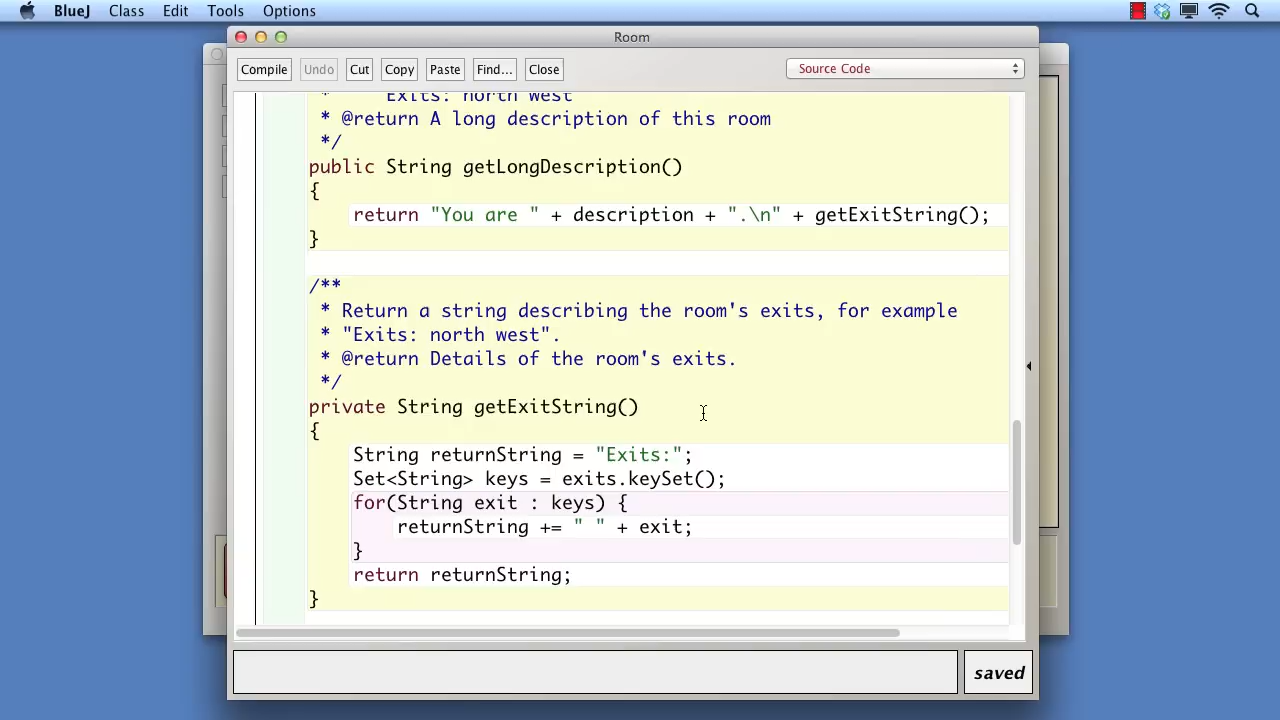 BlueJ Class Edit Tools Options
Room
Compile Undo Cut Copy Paste Find... Close Source Code
* Exits: north west
* @return A long description of this room
*/
public String getLongDescription()
{
return "You are " + description + ".\n" + getExitString();
}
/**
* Return a string describing the room's exits, for example
* "Exits: north west".
* @return Details of the room's exits.
*/
private String getExitString()
{
String returnString = "Exits:";
Set<String> keys = exits.keySet();
for(String exit : keys) {
returnString += " " + exit;
}
return returnString;
}
saved